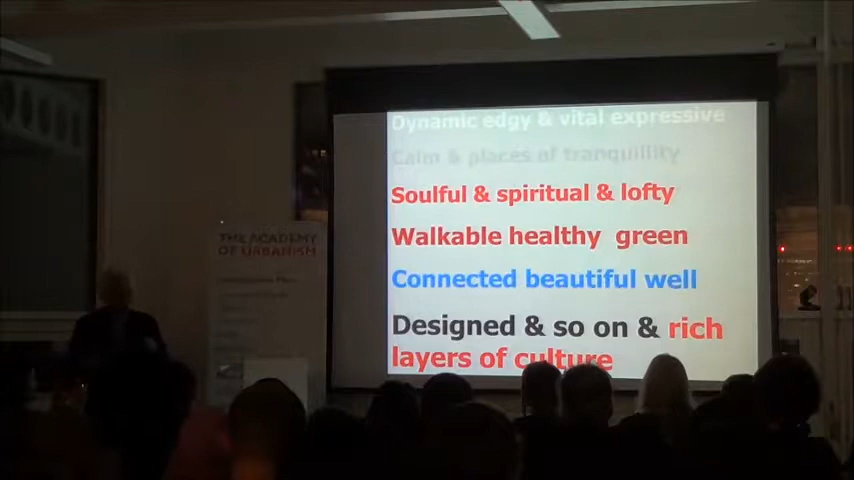 Dynamic edgy & vital expressive
Calm & places of tranquillity
Soulful & spiritual & lofty
Walkable healthy green
Connected beautiful well
Designed & so on & rich
layers of culture
THE ACADEMY
OF URBANISM